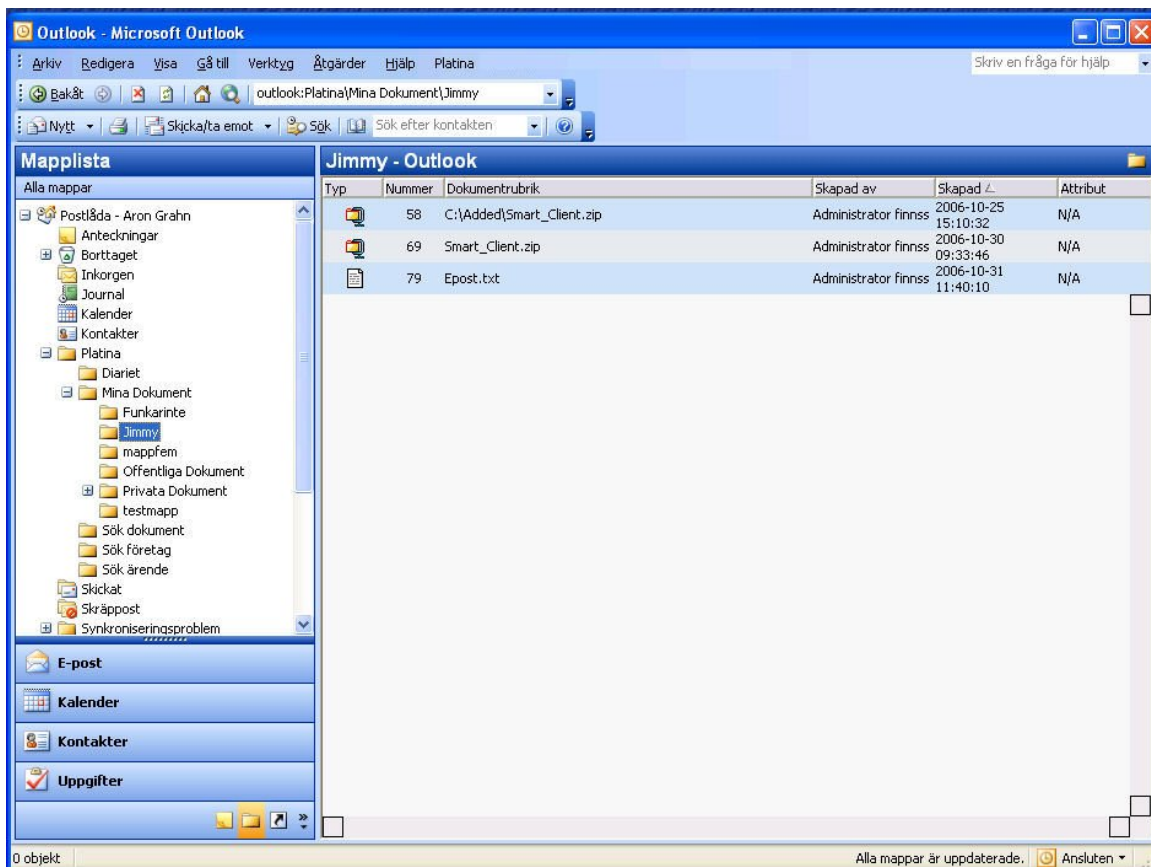 Outlook - Microsoft Outlook
Arkiv Redigera Visa Gå till Verktyg Åtgärder Hjälp Platina Skriv en fråga för hjälp
Bakåt outlook:Platina\Mina Dokument\Jimmy
Nytt Skicka/ta emot Sök Sök efter kontakten
Mapplista
Alla mappar
Postlåda - Aron Grahn
Anteckningar
Borttaget
Inkorgen
Journal
Kalender
Kontakter
Platina
Diariet
Mina Dokument
Funkarinte
Jimmy
mappfem
Offentliga Dokument
Privata Dokument
testmapp
Sök dokument
Sök företag
Sök ärende
Skickat
Skräppost
Synkroniseringsproblem
E-post
Kalender
Kontakter
Uppgifter
Jimmy - Outlook
Typ Nummer Dokumentrubrik Skapad av Skapad Attribut
58 C:\Added\Smart_Client.zip Administrator finnss 2006-10-25 15:10:32 N/A
69 Smart_Client.zip Administrator finnss 2006-10-30 09:33:46 N/A
79 Epost.txt Administrator finnss 2006-10-31 11:40:10 N/A
0 objekt Alla mappar är uppdaterade. Ansluten